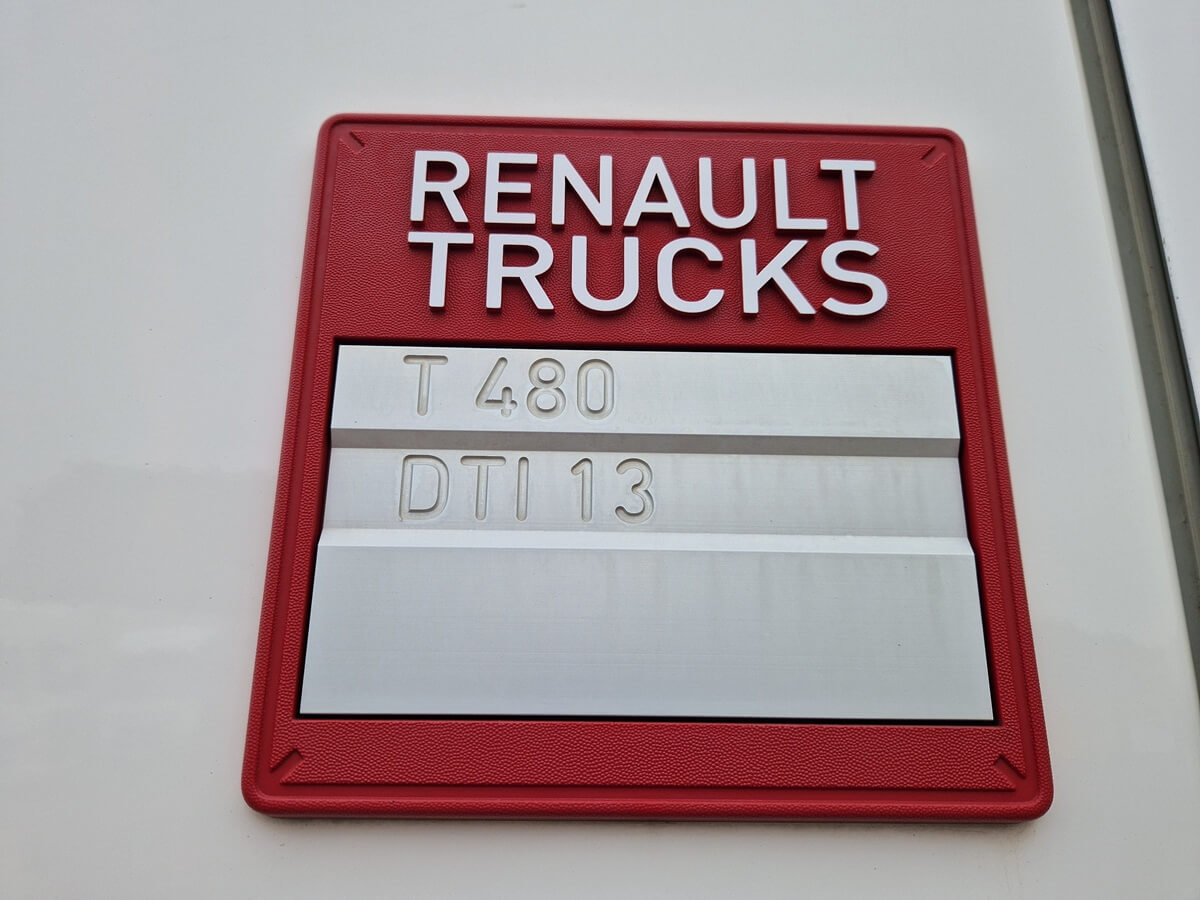 RENAULT
TRUCKS
T 480
DTI 13